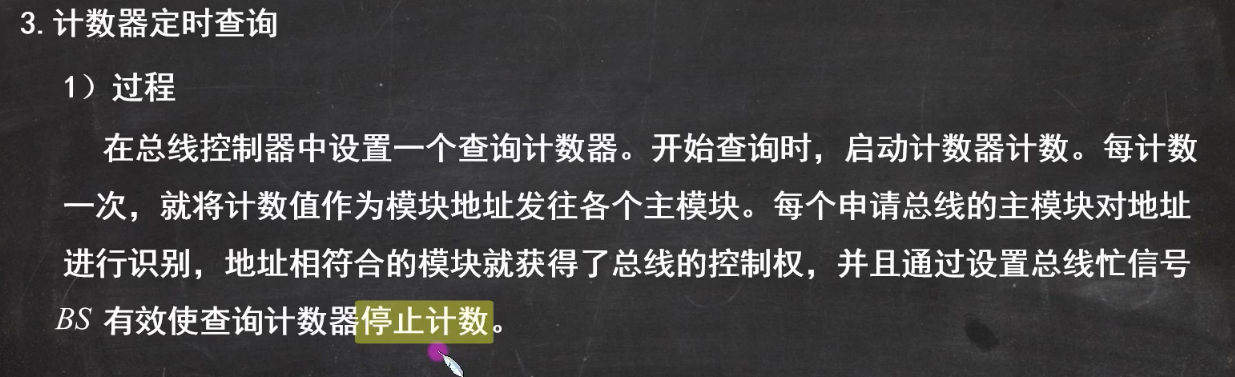 3. 计数器定时查询
1）过程
在总线控制器中设置一个查询计数器。开始查询时，启动计数器计数。每计数
一次，就将计数值作为模块地址发往各个主模块。每个申请总线的主模块对地址
进行识别，地址相符合的模块就获得了总线的控制权，并且通过设置总线忙信号
BS 有效使查询计数器停止计数。